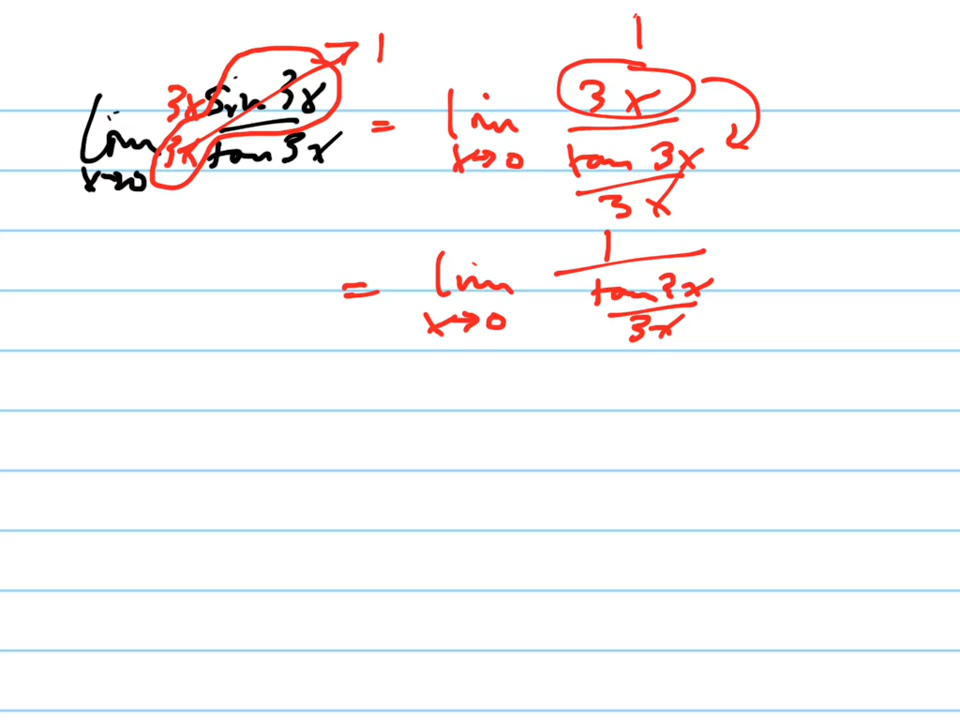 lim x→0 3x sin 3x / 3x tan 3x → 1 = lim x→0 1 3x / tan 3x / 3x
= lim x→0 1 / tan 3x / 3x